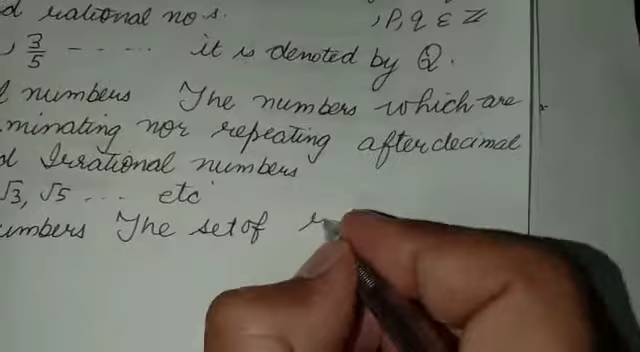 d rational no s. , P, q ε Z
, 3/5 - - - - - it is denoted by Q.
l numbers The numbers which are
minating nor repeating after decimal
d Irrational numbers
√3, √5 ... etc
umbers The set of